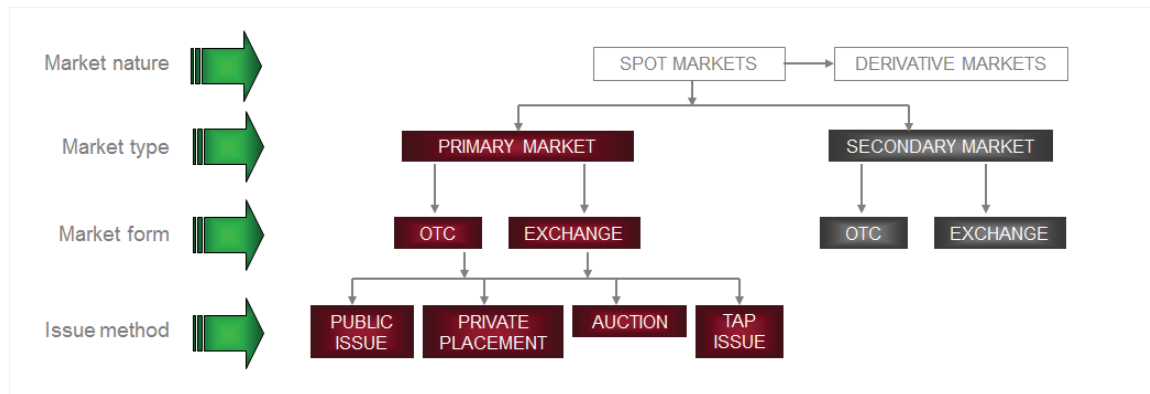 Market nature
SPOT MARKETS
DERIVATIVE MARKETS
Market type
PRIMARY MARKET
SECONDARY MARKET
Market form
OTC
EXCHANGE
OTC
EXCHANGE
Issue method
PUBLIC
ISSUE
PRIVATE
PLACEMENT
AUCTION
TAP
ISSUE